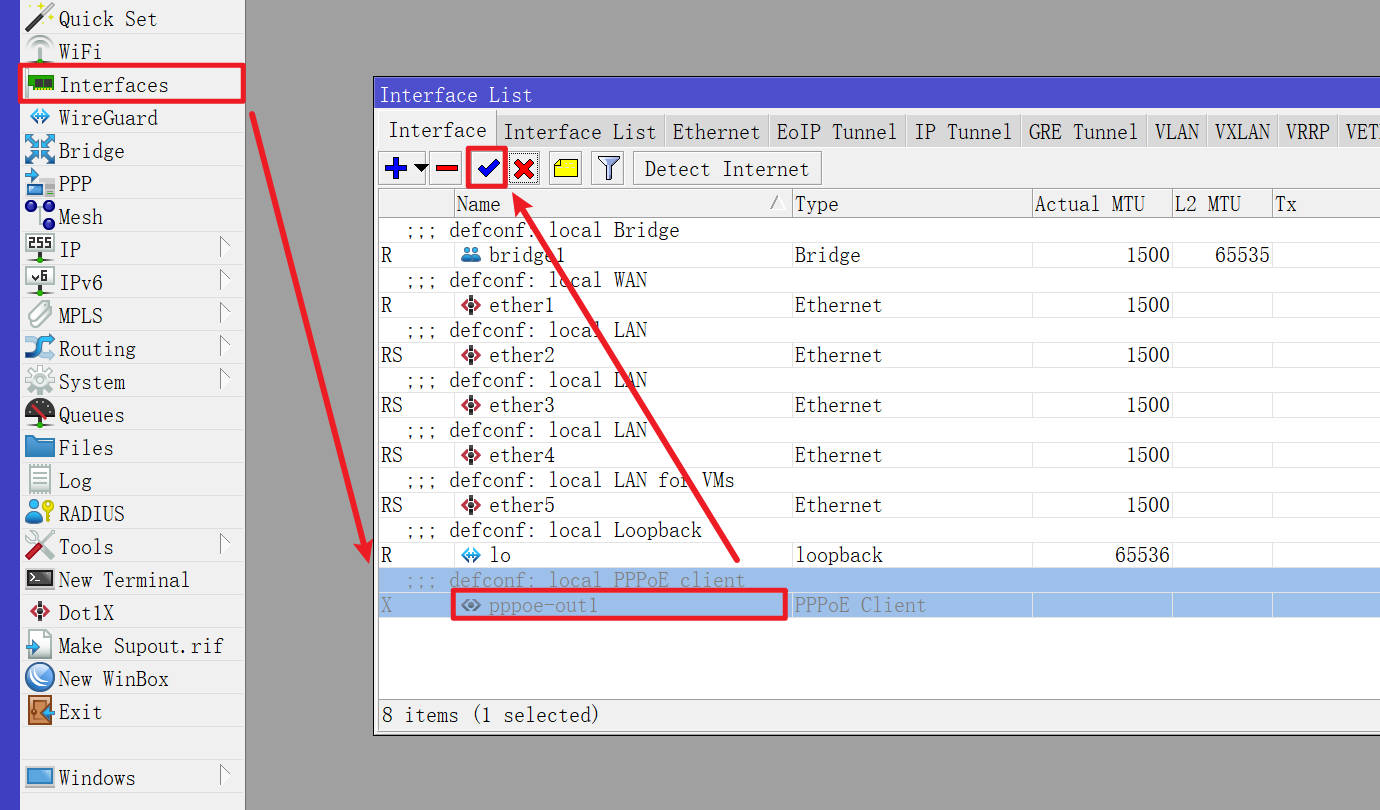 Quick Set
WiFi
Interfaces
WireGuard
Bridge
PPP
Mesh
255 IP
v6 IPv6
MPLS
Routing
System
Queues
Files
Log
RADIUS
Tools
New Terminal
Dot1X
Make Supout.rif
New WinBox
Exit
Windows
Interface List
Interface Interface List Ethernet EoIP Tunnel IP Tunnel GRE Tunnel VLAN VXLAN VRRP VETH
Detect Internet
Name Type Actual MTU L2 MTU Tx
;;; defconf: local Bridge
R bridge1 Bridge 1500 65535
;;; defconf: local WAN
R ether1 Ethernet 1500
;;; defconf: local LAN
RS ether2 Ethernet 1500
;;; defconf: local LAN
RS ether3 Ethernet 1500
;;; defconf: local LAN
RS ether4 Ethernet 1500
;;; defconf: local LAN for VMs
RS ether5 Ethernet 1500
;;; defconf: local Loopback
R lo loopback 65536
;;; defconf: local PPPoE client
X pppoe-out1 PPPoE Client
8 items (1 selected)